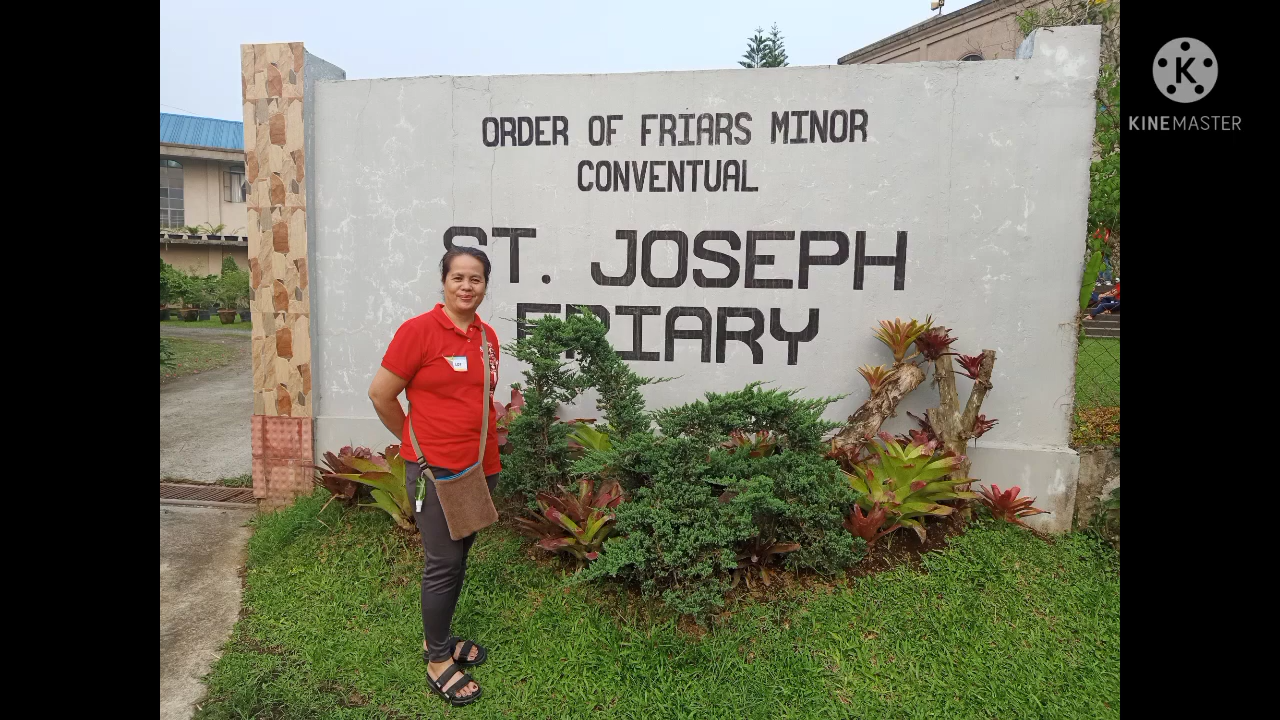 ORDER OF FRIARS MINOR
CONVENTUAL
ST. JOSEPH
FRIARY
K
KINEMASTER